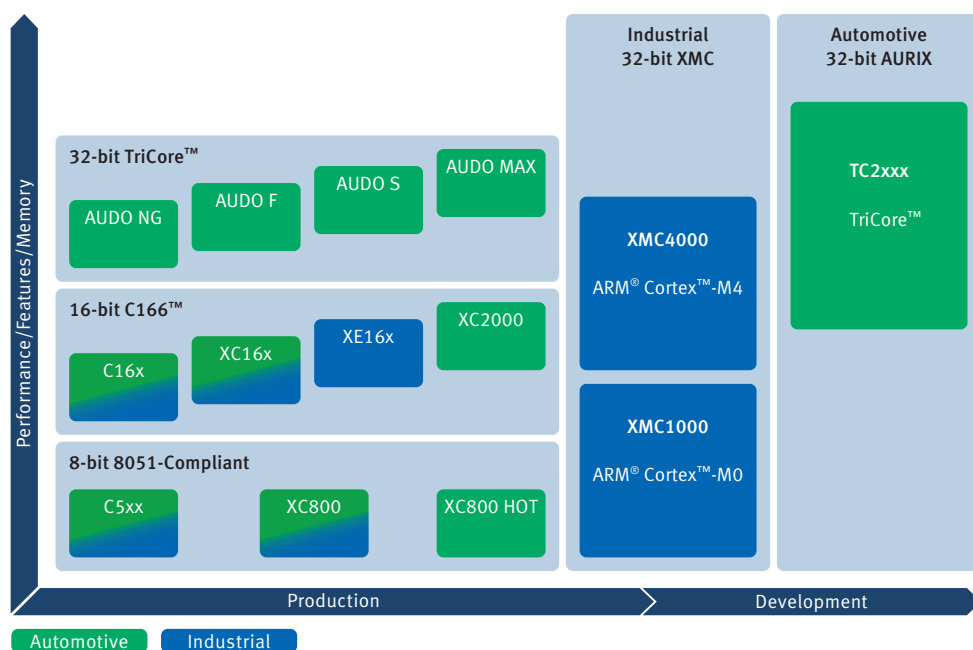 Performance/Features/Memory
Industrial
32-bit XMC
Automotive
32-bit AURIX
32-bit TriCore™
AUDO NG
AUDO F
AUDO S
AUDO MAX
TC2xxx
TriCore™
XMC4000
ARM® Cortex™-M4
16-bit C166™
C16x
XC16x
XE16x
XC2000
XMC1000
ARM® Cortex™-M0
8-bit 8051-Compliant
C5xx
XC800
XC800 HOT
Production
Development
Automotive
Industrial